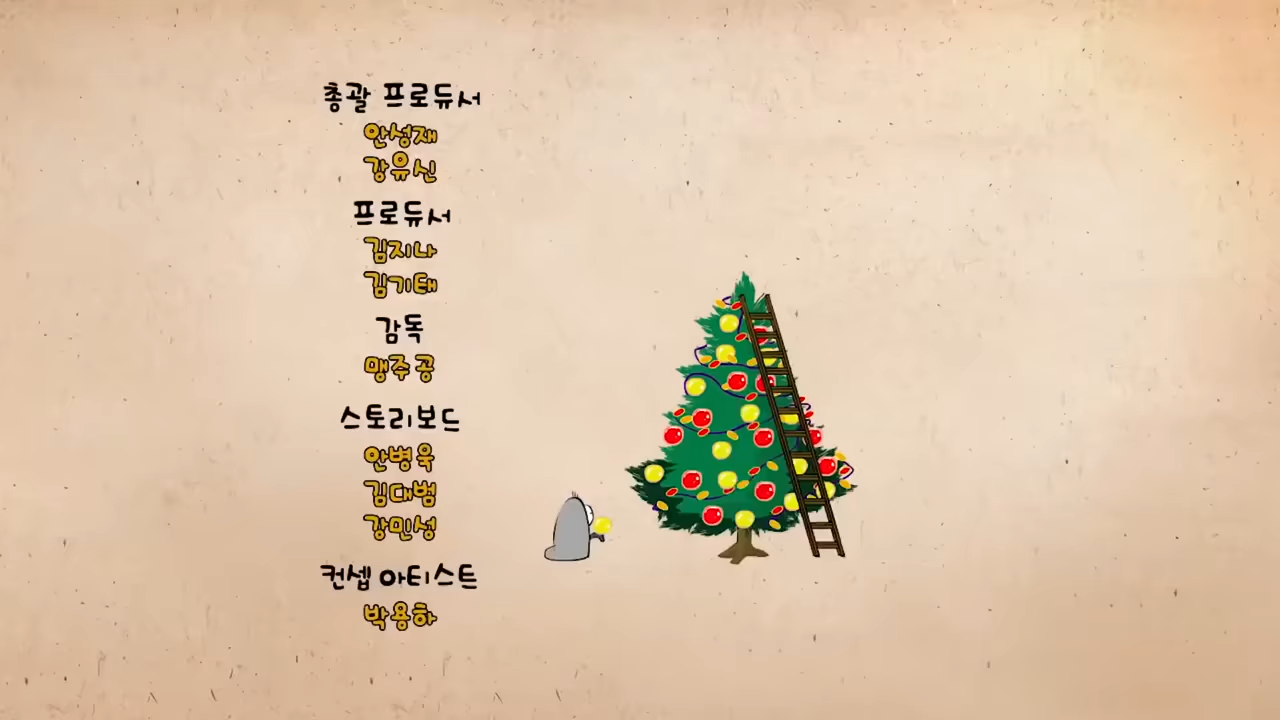 총괄 프로듀서
안성재
강유신
프로듀서
김지나
김기태
감독
맹주공
스토리보드
안병욱
김대범
강민성
컨셉 아티스트
박용하